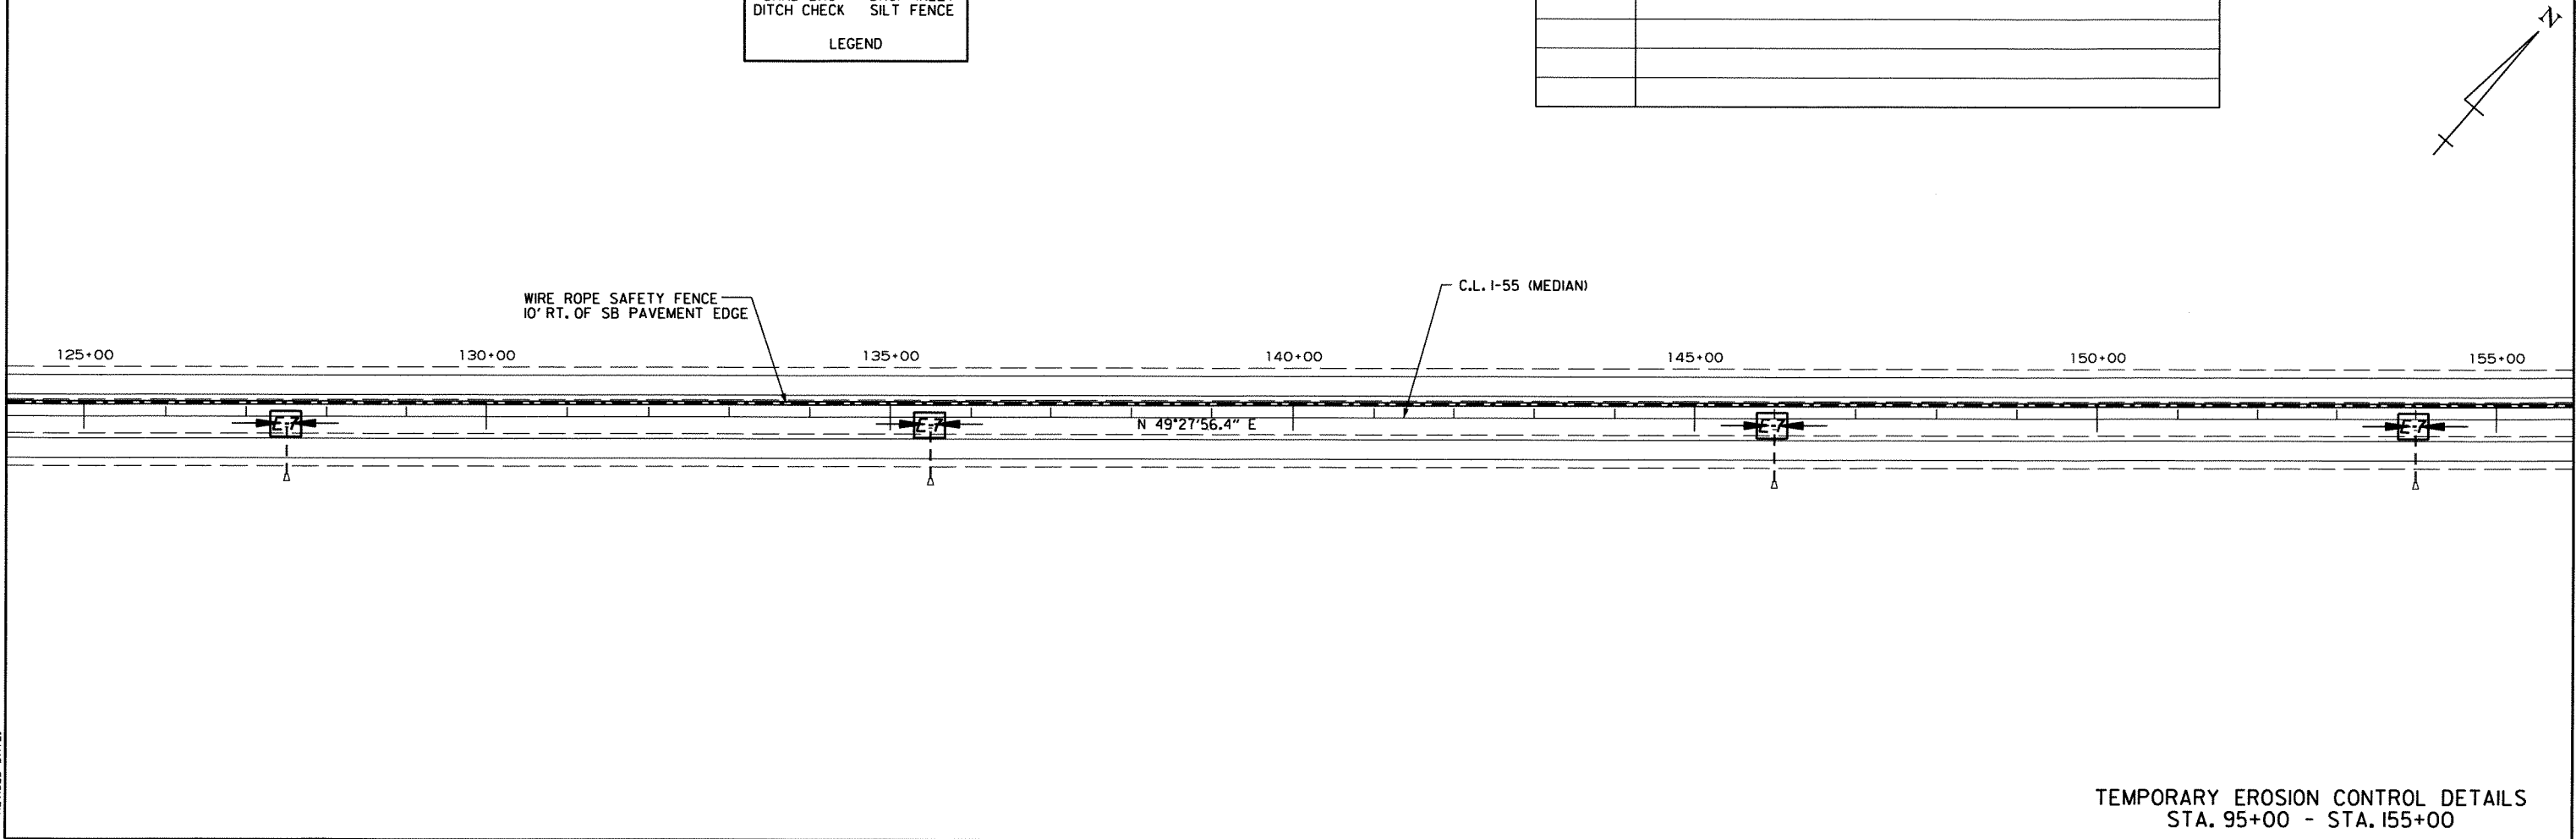 DITCH CHECK SILT FENCE
LEGEND
N
WIRE ROPE SAFETY FENCE
10' RT. OF SB PAVEMENT EDGE
C.L. I-55 (MEDIAN)
125+00 130+00 135+00 140+00 145+00 150+00 155+00
E-7 E-7 N 49°27'56.4" E E-7 E-7
TEMPORARY EROSION CONTROL DETAILS
STA. 95+00 - STA. 155+00